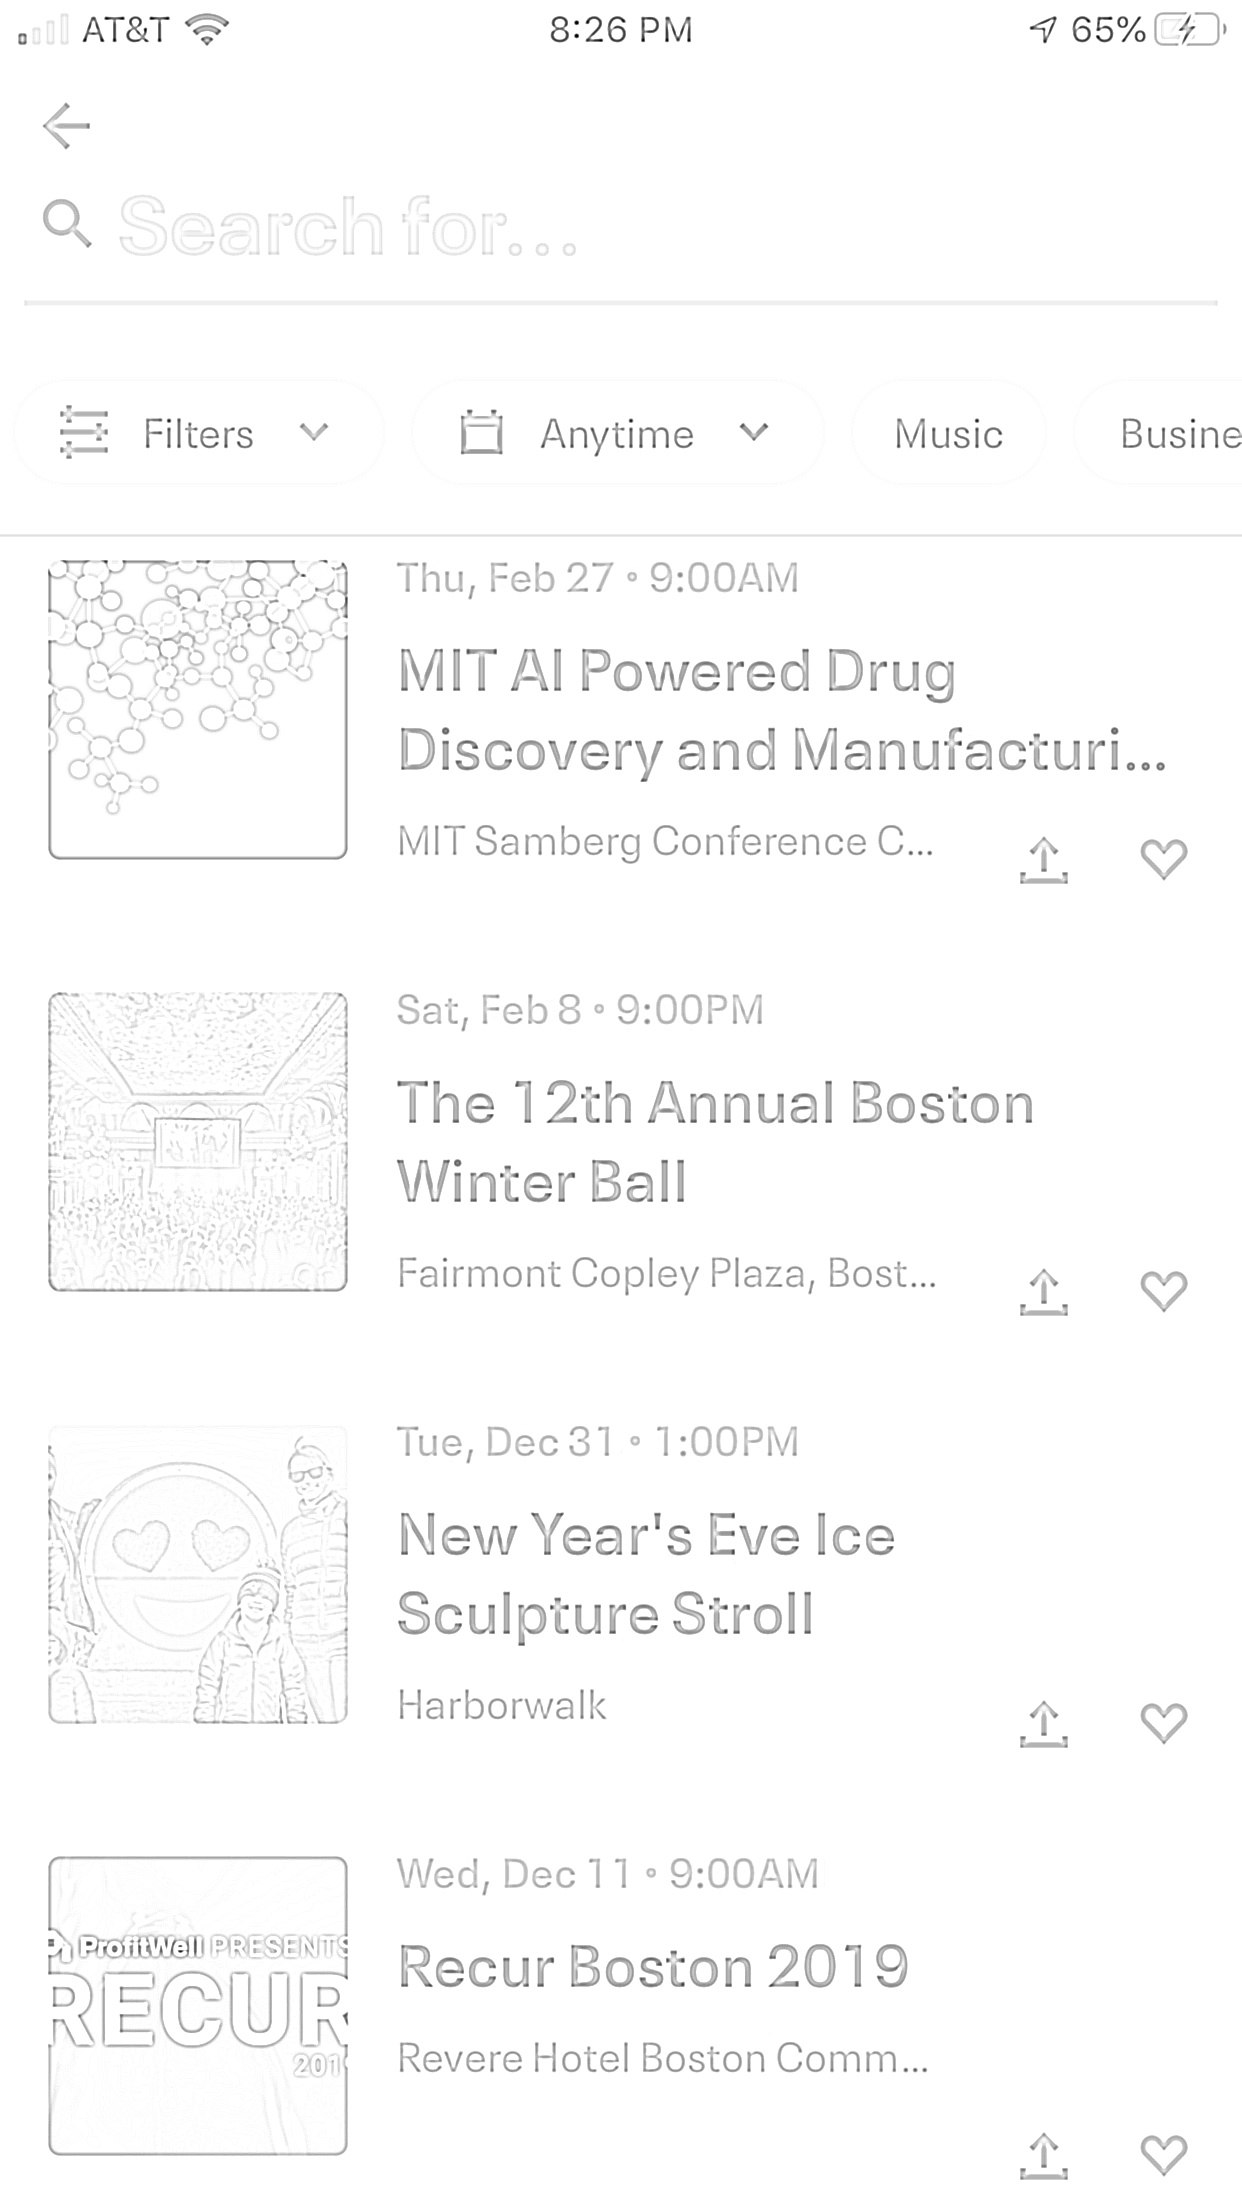 AT&T 8:26 PM 65%
Search for...
Filters Anytime Music Busine
Thu, Feb 27 • 9:00AM
MIT AI Powered Drug
Discovery and Manufacturi...
MIT Samberg Conference C...
Sat, Feb 8 • 9:00PM
The 12th Annual Boston
Winter Ball
Fairmont Copley Plaza, Bost...
Tue, Dec 31 • 1:00PM
New Year's Eve Ice
Sculpture Stroll
Harborwalk
ProfitWell PRESENTS
RECUR
201
Wed, Dec 11 • 9:00AM
Recur Boston 2019
Revere Hotel Boston Comm...